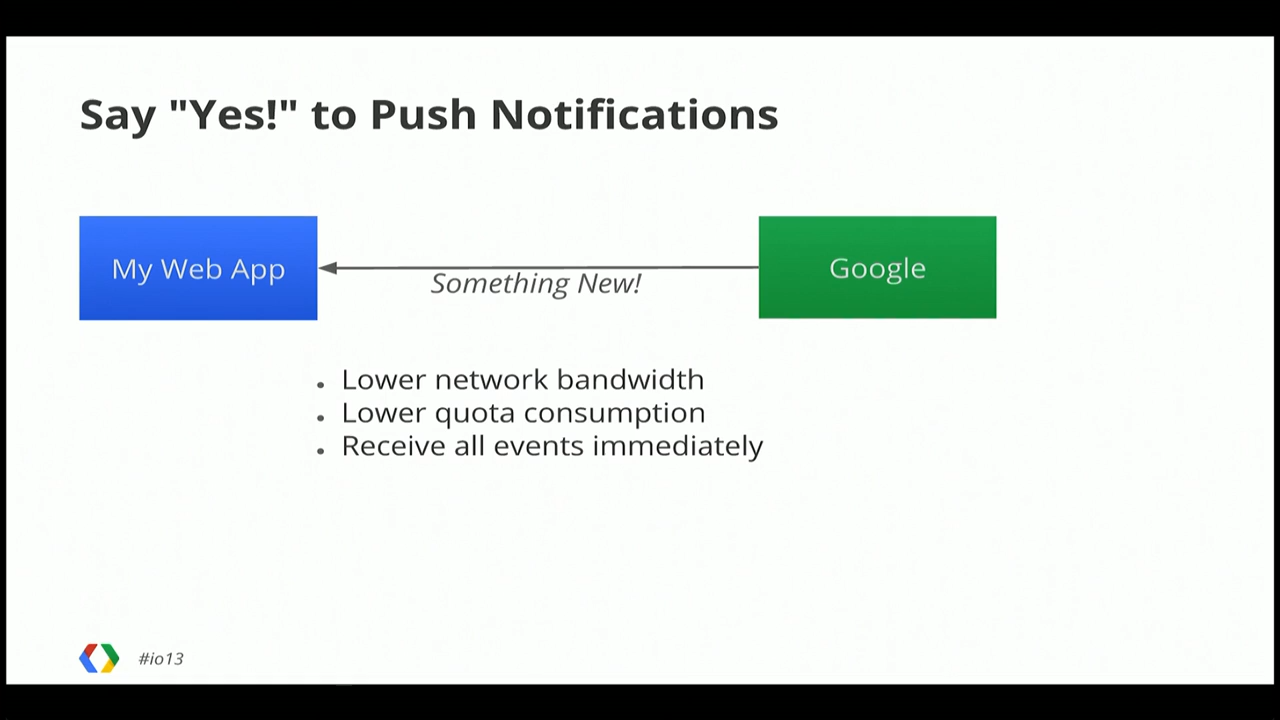 Say "Yes!" to Push Notifications
My Web App
Something New!
Google
Lower network bandwidth
Lower quota consumption
Receive all events immediately
#io13